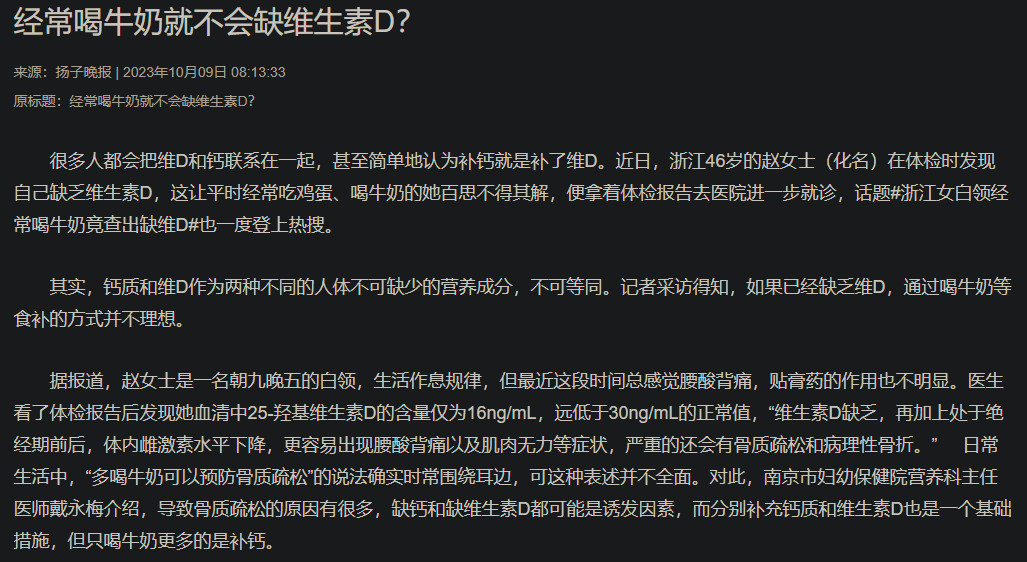 经常喝牛奶就不会缺维生素D?
来源：扬子晚报 | 2023年10月09日 08:13:33
原标题：经常喝牛奶就不会缺维生素D?
很多人都会把维D和钙联系在一起，甚至简单地认为补钙就是补了维D。近日，浙江46岁的赵女士（化名）在体检时发现
自己缺乏维生素D，这让平时经常吃鸡蛋、喝牛奶的她百思不得其解，便拿着体检报告去医院进一步就诊，话题#浙江女白领经
常喝牛奶竟查出缺维D#也一度登上热搜。
其实，钙质和维D作为两种不同的人体不可缺少的营养成分，不可等同。记者采访得知，如果已经缺乏维D，通过喝牛奶等
食补的方式并不理想。
据报道，赵女士是一名朝九晚五的白领，生活作息规律，但最近这段时间总感觉腰酸背痛，贴膏药的作用也不明显。医生
看了体检报告后发现她血清中25-羟基维生素D的含量仅为16ng/mL，远低于30ng/mL的正常值，“维生素D缺乏，再加上处于绝
经期前后，体内雌激素水平下降，更容易出现腰酸背痛以及肌肉无力等症状，严重的还会有骨质疏松和病理性骨折。”　日常
生活中，“多喝牛奶可以预防骨质疏松”的说法确实时常围绕耳边，可这种表述并不全面。对此，南京市妇幼保健院营养科主任
医师戴永梅介绍，导致骨质疏松的原因有很多，缺钙和缺维生素D都可能是诱发因素，而分别补充钙质和维生素D也是一个基础
措施，但只喝牛奶更多的是补钙。